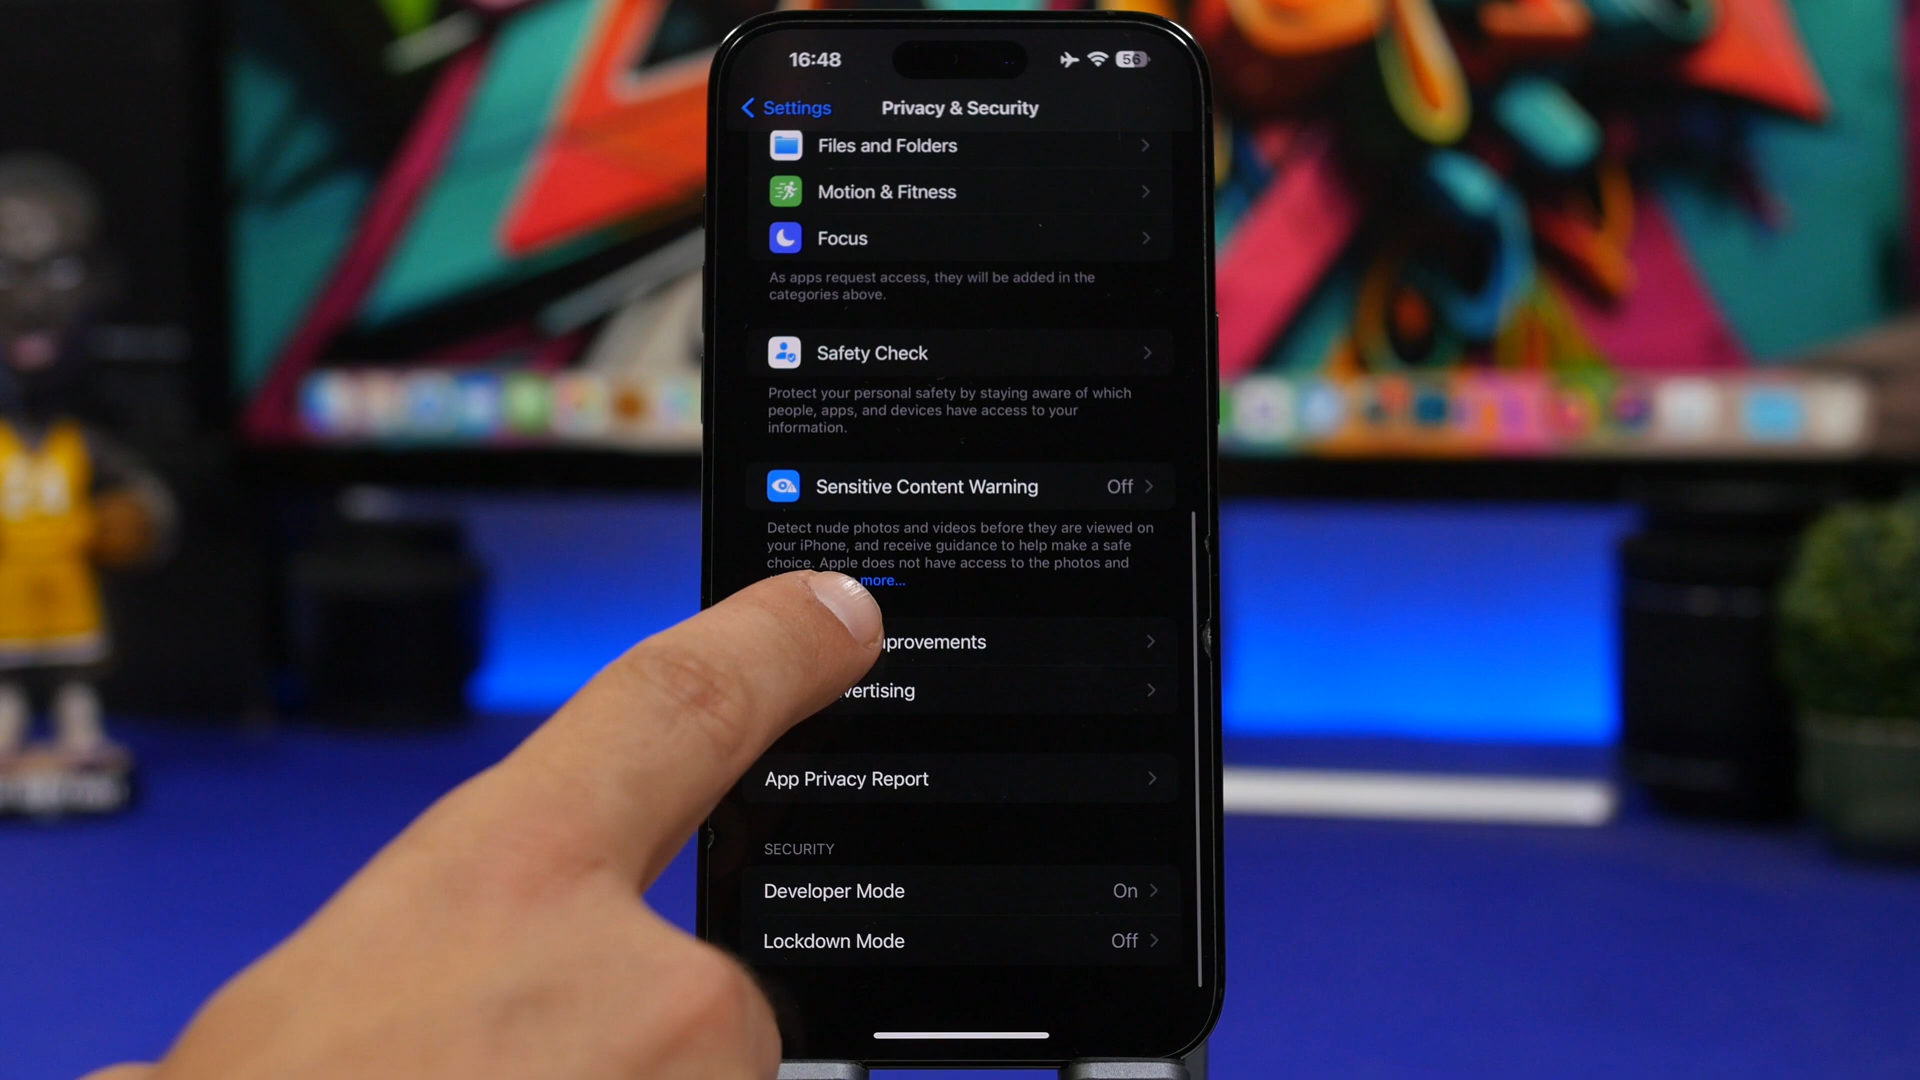 16:48
56
Settings
Privacy & Security
Files and Folders
Motion & Fitness
Focus
As apps request access, they will be added in the
categories above.
Safety Check
Protect your personal safety by staying aware of which
people, apps, and devices have access to your
information.
Sensitive Content Warning
Off
Detect nude photos and videos before they are viewed on
your iPhone, and receive guidance to help make a safe
choice. Apple does not have access to the photos and
more...
App Privacy Report
SECURITY
Developer Mode
On
Lockdown Mode
Off